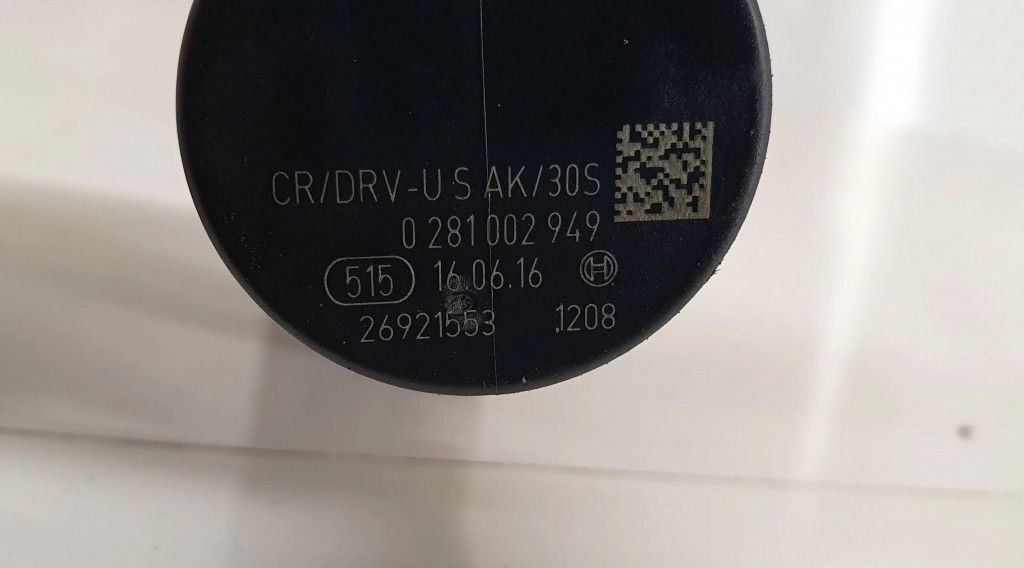 CR/DRV-U S AK/30S
0 281 002 949
515 16.06.16 H
26921553 .1208